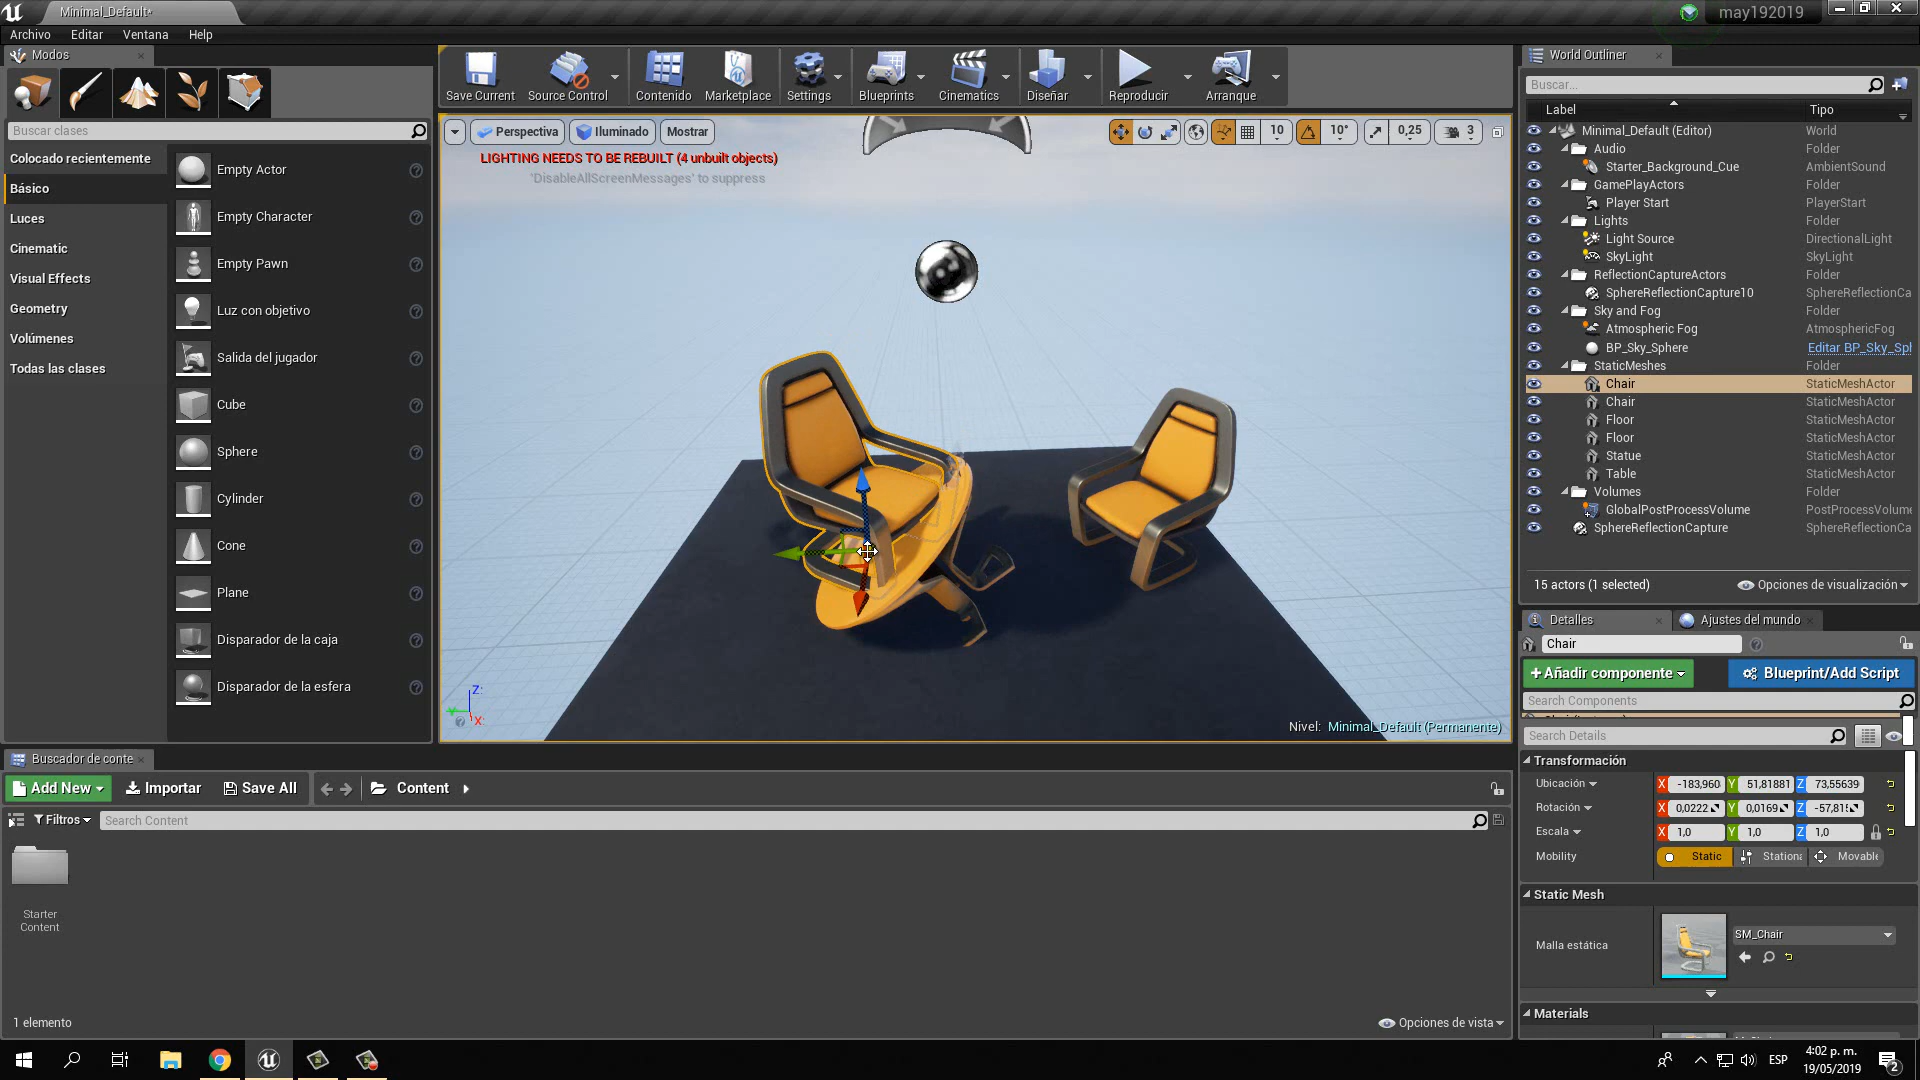 Minimal_Default*
may192019
Archivo
Editar
Ventana
Help
Modos
Buscar clases
Colocado recientemente
Básico
Luces
Cinematic
Visual Effects
Geometry
Volúmenes
Todas las clases
Empty Actor
Empty Character
Empty Pawn
Luz con objetivo
Salida del jugador
Cube
Sphere
Cylinder
Cone
Plane
Disparador de la caja
Disparador de la esfera
Save Current
Source Control
Contenido
Marketplace
Settings
Blueprints
Cinematics
Diseñar
Reproducir
Arranque
Perspectiva
Iluminado
Mostrar
10
10°
0,25
3
LIGHTING NEEDS TO BE REBUILT (4 unbuilt objects)
'DisableAllScreenMessages' to suppress
Z:
Y:
X:
Nivel: Minimal_Default (Permanente)
World Outliner
Buscar...
Label Tipo
Minimal_Default (Editor) World
Audio Folder
Starter_Background_Cue AmbientSound
GamePlayActors Folder
Player Start PlayerStart
Lights Folder
Light Source DirectionalLight
SkyLight SkyLight
ReflectionCaptureActors Folder
SphereReflectionCapture10 SphereReflectionCa
Sky and Fog Folder
Atmospheric Fog AtmosphericFog
BP_Sky_Sphere Editar BP_Sky_Sph
StaticMeshes Folder
Chair StaticMeshActor
Chair StaticMeshActor
Floor StaticMeshActor
Floor StaticMeshActor
Statue StaticMeshActor
Table StaticMeshActor
Volumes Folder
GlobalPostProcessVolume PostProcessVolume
SphereReflectionCapture SphereReflectionCa
15 actors (1 selected)
Opciones de visualización
Detalles
Ajustes del mundo
Chair
+Añadir componente
Blueprint/Add Script
Search Components
Search Details
Transformación
Ubicación X -183,960 Y 51,81881 Z 73,55639
Rotación X 0,0222 Y 0,0169 Z -57,81
Escala X 1,0 Y 1,0 Z 1,0
Mobility Static Stationa Movable
Static Mesh
Malla estática
SM_Chair
Materials
Buscador de conte
Add New
Importar
Save All
Content
Filtros
Search Content
Starter
Content
1 elemento
Opciones de vista
ESP
4:02 p. m.
19/05/2019
2